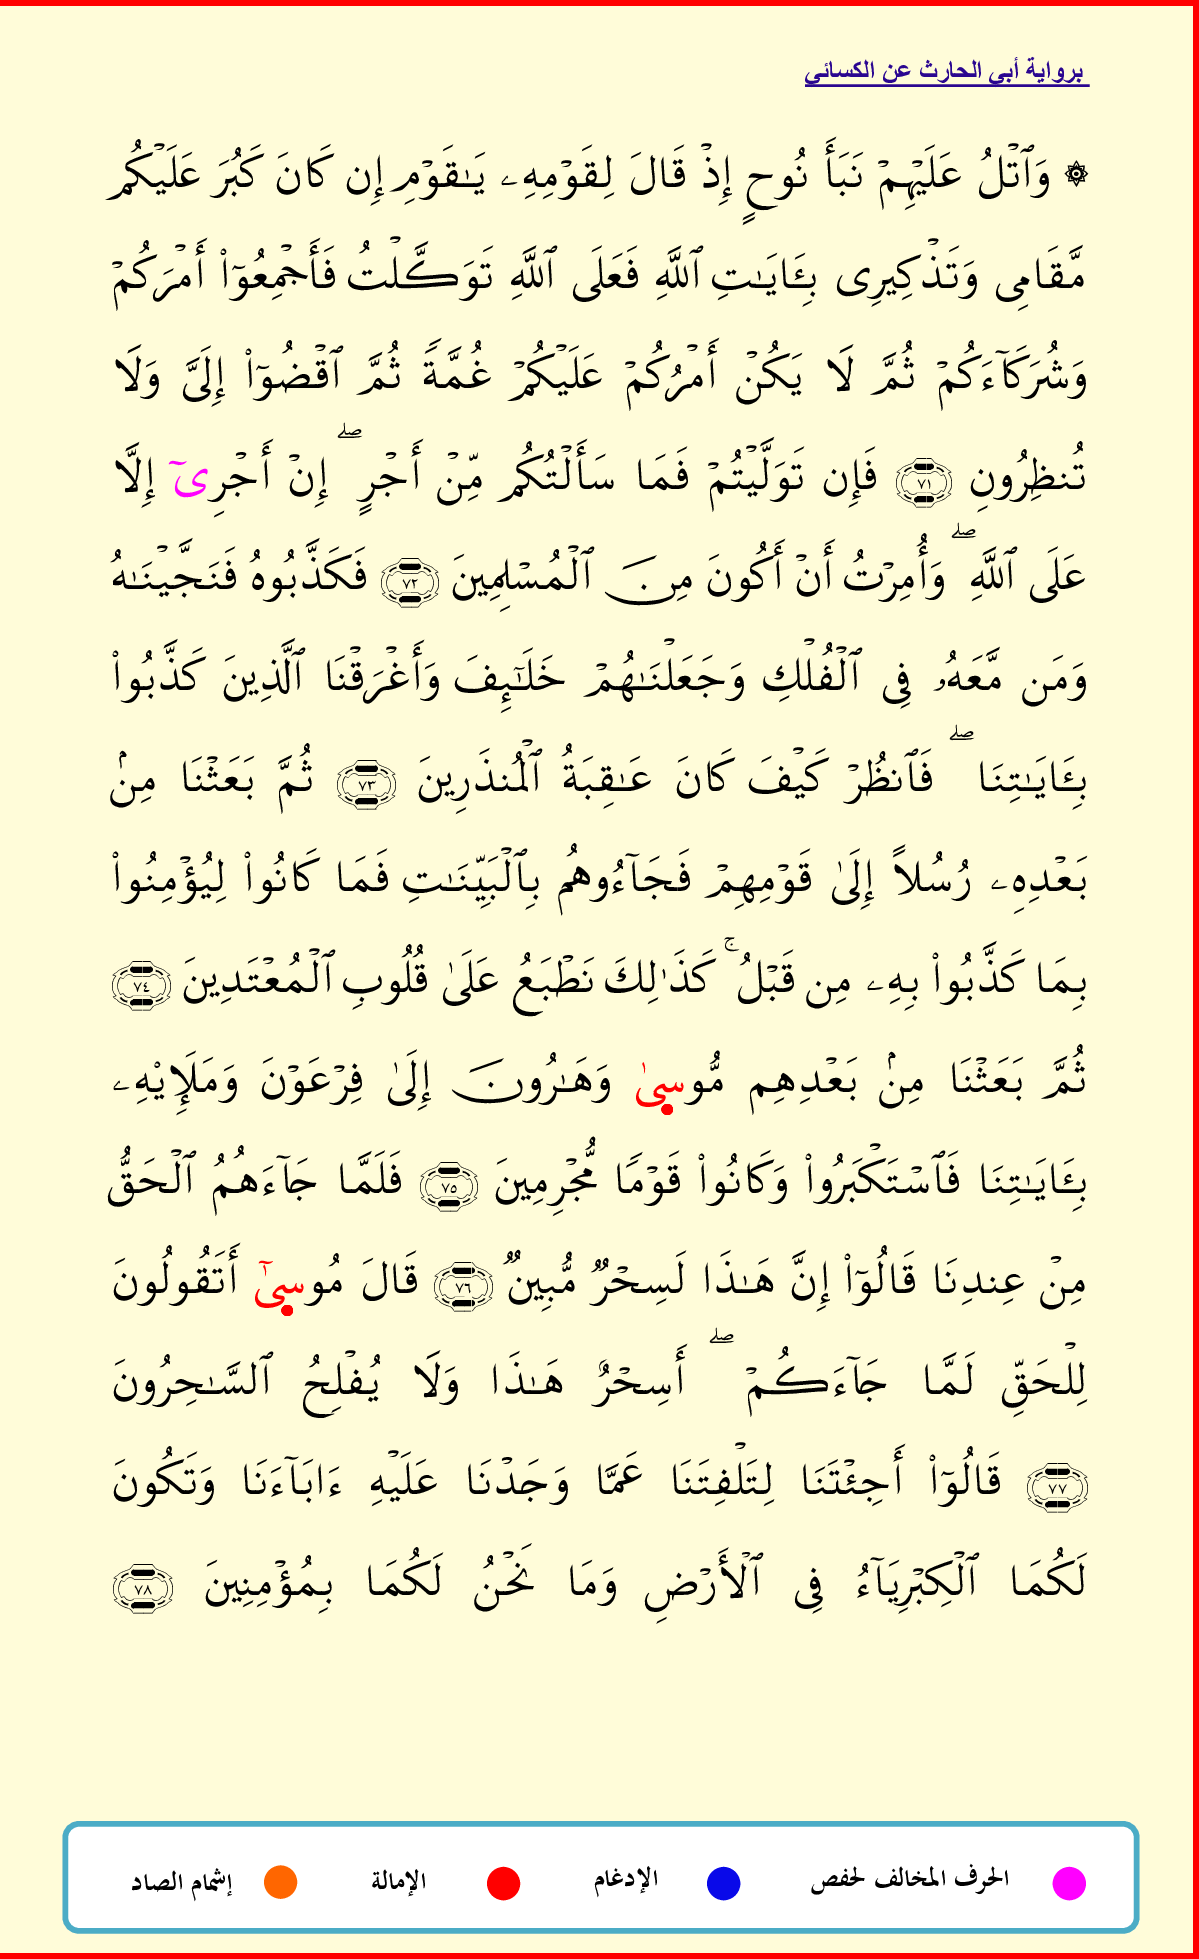 برواية أبي الحارث عن الكسائي
۞ وَٱتۡلُ عَلَيۡهِمۡ نَبَأَ نُوحٍ إِذۡ قَالَ لِقَوۡمِهِۦ يَـٰقَوۡمِ إِن كَانَ كَبُرَ عَلَيۡكُم
مَّقَامِى وَتَذۡكِيرِى بِـَٔايَـٰتِ ٱللَّهِ فَعَلَى ٱللَّهِ تَوَكَّلۡتُ فَأَجۡمِعُوٓاْ أَمۡرَكُمۡ
وَشُرَكَآءَكُمۡ ثُمَّ لَا يَكُنۡ أَمۡرُكُمۡ عَلَيۡكُمۡ غُمَّةً ثُمَّ ٱقۡضُوٓاْ إِلَىَّ وَلَا
تُنظِرُونِ ٧١ فَإِن تَوَلَّيۡتُمۡ فَمَا سَأَلۡتُكُم مِّنۡ أَجۡرٍۖ إِنۡ أَجۡرِىٓ إِلَّا
عَلَى ٱللَّهِۖ وَأُمِرۡتُ أَنۡ أَكُونَ مِنَ ٱلۡمُسۡلِمِينَ ٧٢ فَكَذَّبُوهُ فَنَجَّيۡنَـٰهُ
وَمَن مَّعَهُۥ فِى ٱلۡفُلۡكِ وَجَعَلۡنَـٰهُمۡ خَلَـٰٓئِفَ وَأَغۡرَقۡنَا ٱلَّذِينَ كَذَّبُواْ
بِـَٔايَـٰتِنَاۖ فَٱنظُرۡ كَيۡفَ كَانَ عَـٰقِبَةُ ٱلۡمُنذَرِينَ ٧٣ ثُمَّ بَعَثۡنَا مِنۢ
بَعۡدِهِۦ رُسُلاً إِلَىٰ قَوۡمِهِمۡ فَجَآءُوهُم بِٱلۡبَيِّنَـٰتِ فَمَا كَانُواْ لِيُؤۡمِنُواْ
بِمَا كَذَّبُواْ بِهِۦ مِن قَبۡلُۚ كَذَٰلِكَ نَطۡبَعُ عَلَىٰ قُلُوبِ ٱلۡمُعۡتَدِينَ ٧٤
ثُمَّ بَعَثۡنَا مِنۢ بَعۡدِهِم مُّوسىٰ وَهَـٰرُونَ إِلَىٰ فِرۡعَوۡنَ وَمَلَإِيْهِۦ
بِـَٔايَـٰتِنَا فَٱسۡتَكۡبَرُواْ وَكَانُواْ قَوۡمًا مُّجۡرِمِينَ ٧٥ فَلَمَّا جَآءَهُمُ ٱلۡحَقُّ
مِنۡ عِندِنَا قَالُوٓاْ إِنَّ هَـٰذَا لَسِحۡرٌ مُّبِينٌ ٧٦ قَالَ مُوسىٰٓ أَتَقُولُونَ
لِلۡحَقِّ لَمَّا جَآءَكُمۡۖ أَسِحۡرٌ هَـٰذَا وَلَا يُفۡلِحُ ٱلسَّـٰحِرُونَ
٧٧ قَالُوٓاْ أَجِئۡتَنَا لِتَلۡفِتَنَا عَمَّا وَجَدۡنَا عَلَيۡهِ ءَابَآءَنَا وَتَكُونَ
لَكُمَا ٱلۡكِبۡرِيَآءُ فِى ٱلۡأَرۡضِ وَمَا نَحۡنُ لَكُمَا بِمُؤۡمِنِينَ ٧٨
الحرف المخالف لحفص الإدغام الإمالة إشمام الصاد